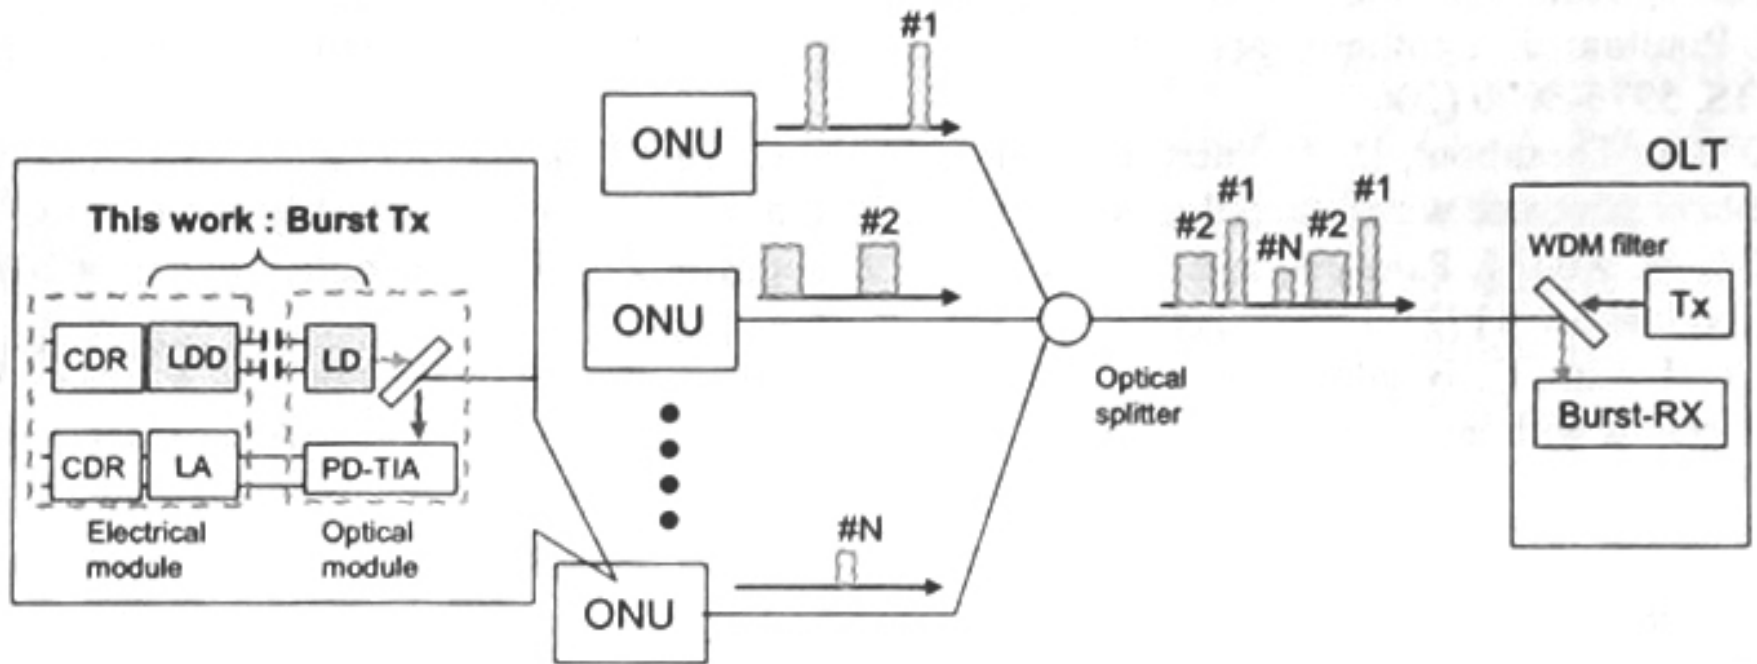 #1
ONU
OLT
This work : Burst Tx
#2
#2
#1
#N
#2
#1
WDM filter
Tx
CDR
LDD
LD
ONU
Optical
splitter
Burst-RX
CDR
LA
PD-TIA
Electrical
module
Optical
module
#N
ONU